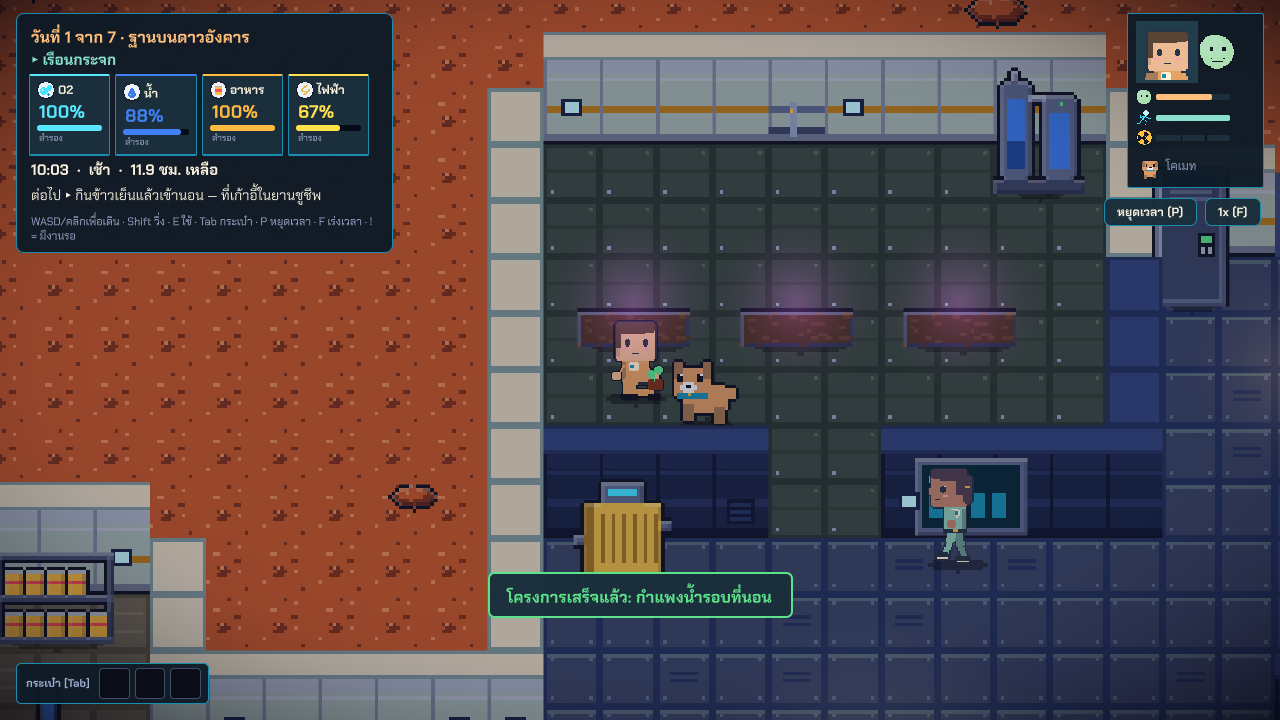 วันที่ 1 จาก 7 · ฐานบนดาวอังคาร
▸ เรือนกระจก
O2
100%
สำรอง
น้ำ
88%
สำรอง
อาหาร
100%
สำรอง
ไฟฟ้า
67%
สำรอง
10:03 · เช้า · 11.9 ชม. เหลือ
ต่อไป ▸ กินข้าวเย็นแล้วเข้านอน — ที่เก้าอี้ในยานชูชีพ
WASD/คลิกเพื่อเดิน · Shift วิ่ง · E ใช้ · Tab กระเป๋า · P หยุดเวลา · F เร่งเวลา · !
= มีงานรอ
โคเมท
หยุดเวลา (P)
1x (F)
โครงการเสร็จแล้ว: กำแพงน้ำรอบที่นอน
กระเป๋า [Tab]